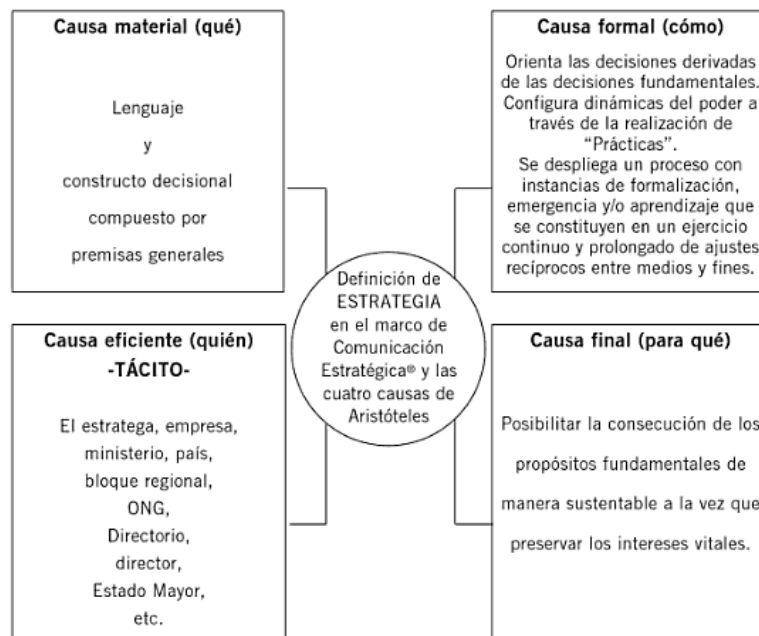 Causa material (qué)
Lenguaje
y
constructo decisional
compuesto por
premisas generales
Causa formal (cómo)
Orienta las decisiones derivadas
de las decisiones fundamentales.
Configura dinámicas del poder a
través de la realización de
“Prácticas”.
Se despliega un proceso con
instancias de formalización,
emergencia y/o aprendizaje que
se constituyen en un ejercicio
continuo y prolongado de ajustes
recíprocos entre medios y fines.
Definición de
ESTRATEGIA
en el marco de
Comunicación
Estratégica® y las
cuatro causas de
Aristóteles
Causa eficiente (quién)
-TÁCITO-
El estratega, empresa,
ministerio, país,
bloque regional,
ONG,
Directorio,
director,
Estado Mayor,
etc.
Causa final (para qué)
Posibilitar la consecución de los
propósitos fundamentales de
manera sustentable a la vez que
preservar los intereses vitales.